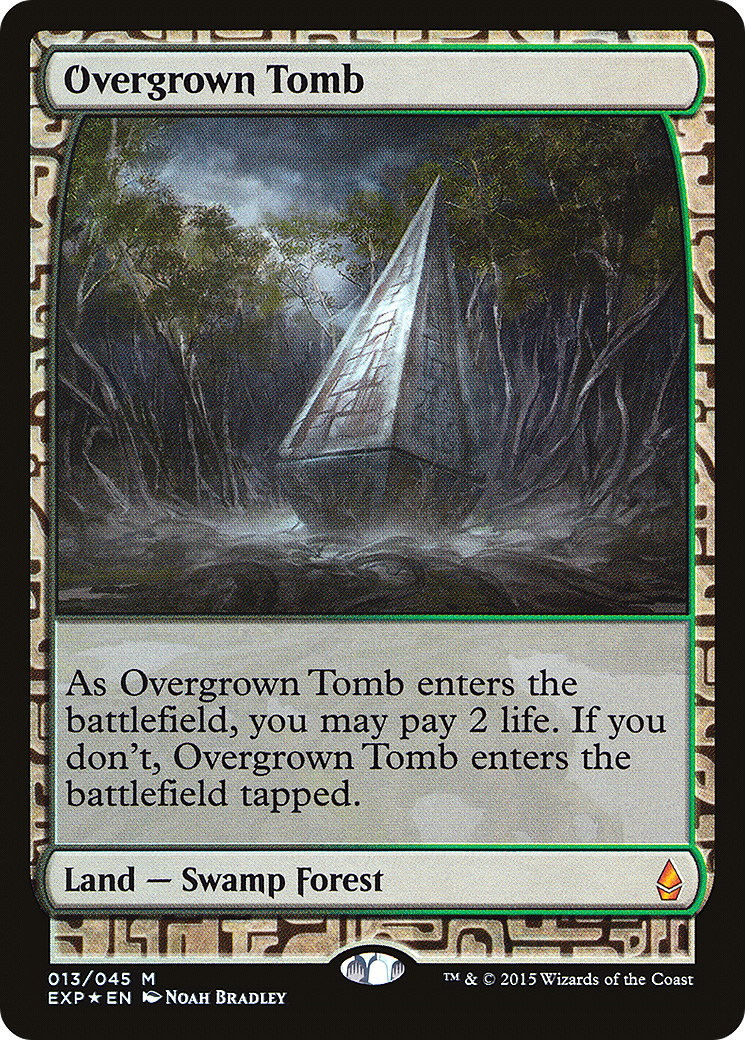 Overgrown Tomb
As Overgrown Tomb enters the
battlefield, you may pay 2 life. If you
don't, Overgrown Tomb enters the
battlefield tapped.
Land — Swamp Forest
013/045 M
EXP★EN Noah Bradley
™ & © 2015 Wizards of the Coast